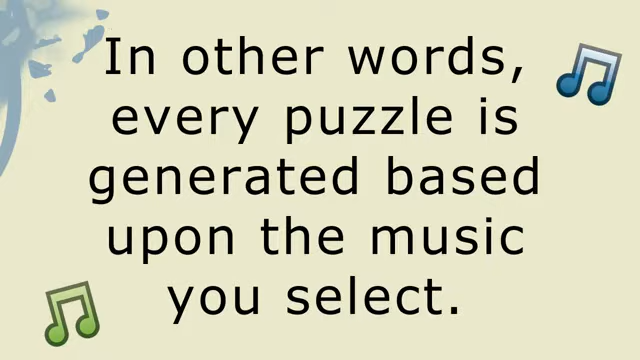 In other words,
every puzzle is
generated based
upon the music
you select.